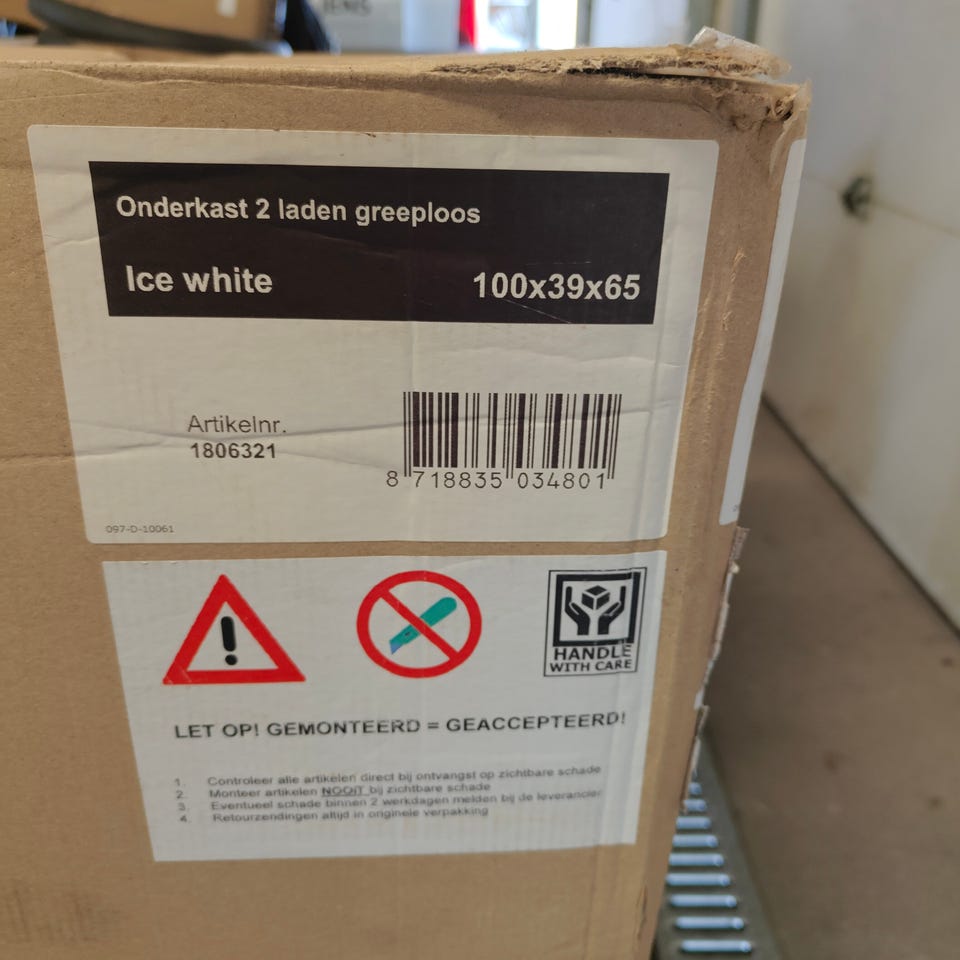 Onderkast 2 laden greeploos
Ice white 100x39x65
Artikelnr.
1806321
8 718835 034801
097-D-10061
HANDLE
WITH CARE
LET OP! GEMONTEERD = GEACCEPTEERD!
1. Controleer alle artikelen direct bij ontvangst op zichtbare schade
2. Monteer artikelen NOOIT bij zichtbare schade
3. Eventueel schade binnen 2 werkdagen melden bij de leverancier
4. Retourzendingen altijd in originele verpakking